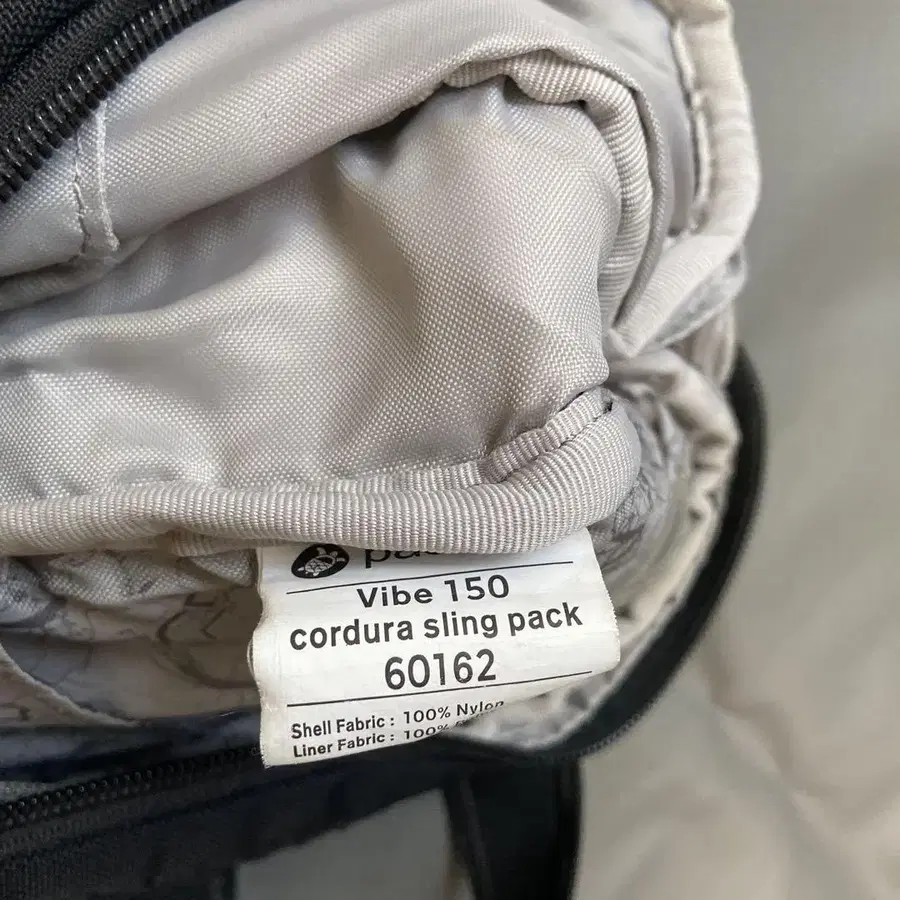 Vibe 150
cordura sling pack
60162
Shell Fabric : 100% Nylon
Liner Fabric : 100%